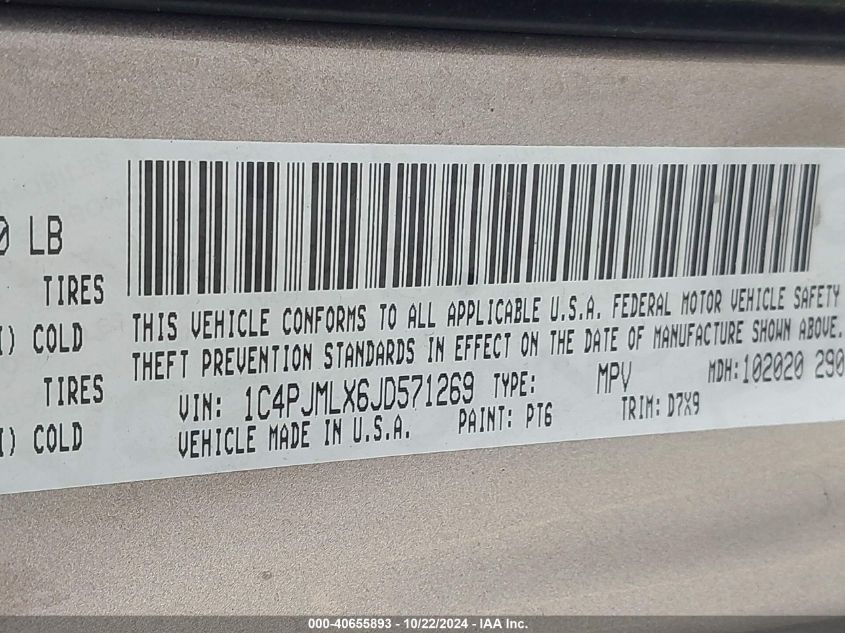 0 LB
TIRES
I) COLD
TIRES
I) COLD
THIS VEHICLE CONFORMS TO ALL APPLICABLE U.S.A. FEDERAL MOTOR VEHICLE SAFETY
THEFT PREVENTION STANDARDS IN EFFECT ON THE DATE OF MANUFACTURE SHOWN ABOVE.
VIN: 1C4PJMLX6JD571269 TYPE: MPV MDH:102020 290
VEHICLE MADE IN U.S.A. PAINT: PT6 TRIM: D7X9
000-40655893 - 10/22/2024 - IAA Inc.